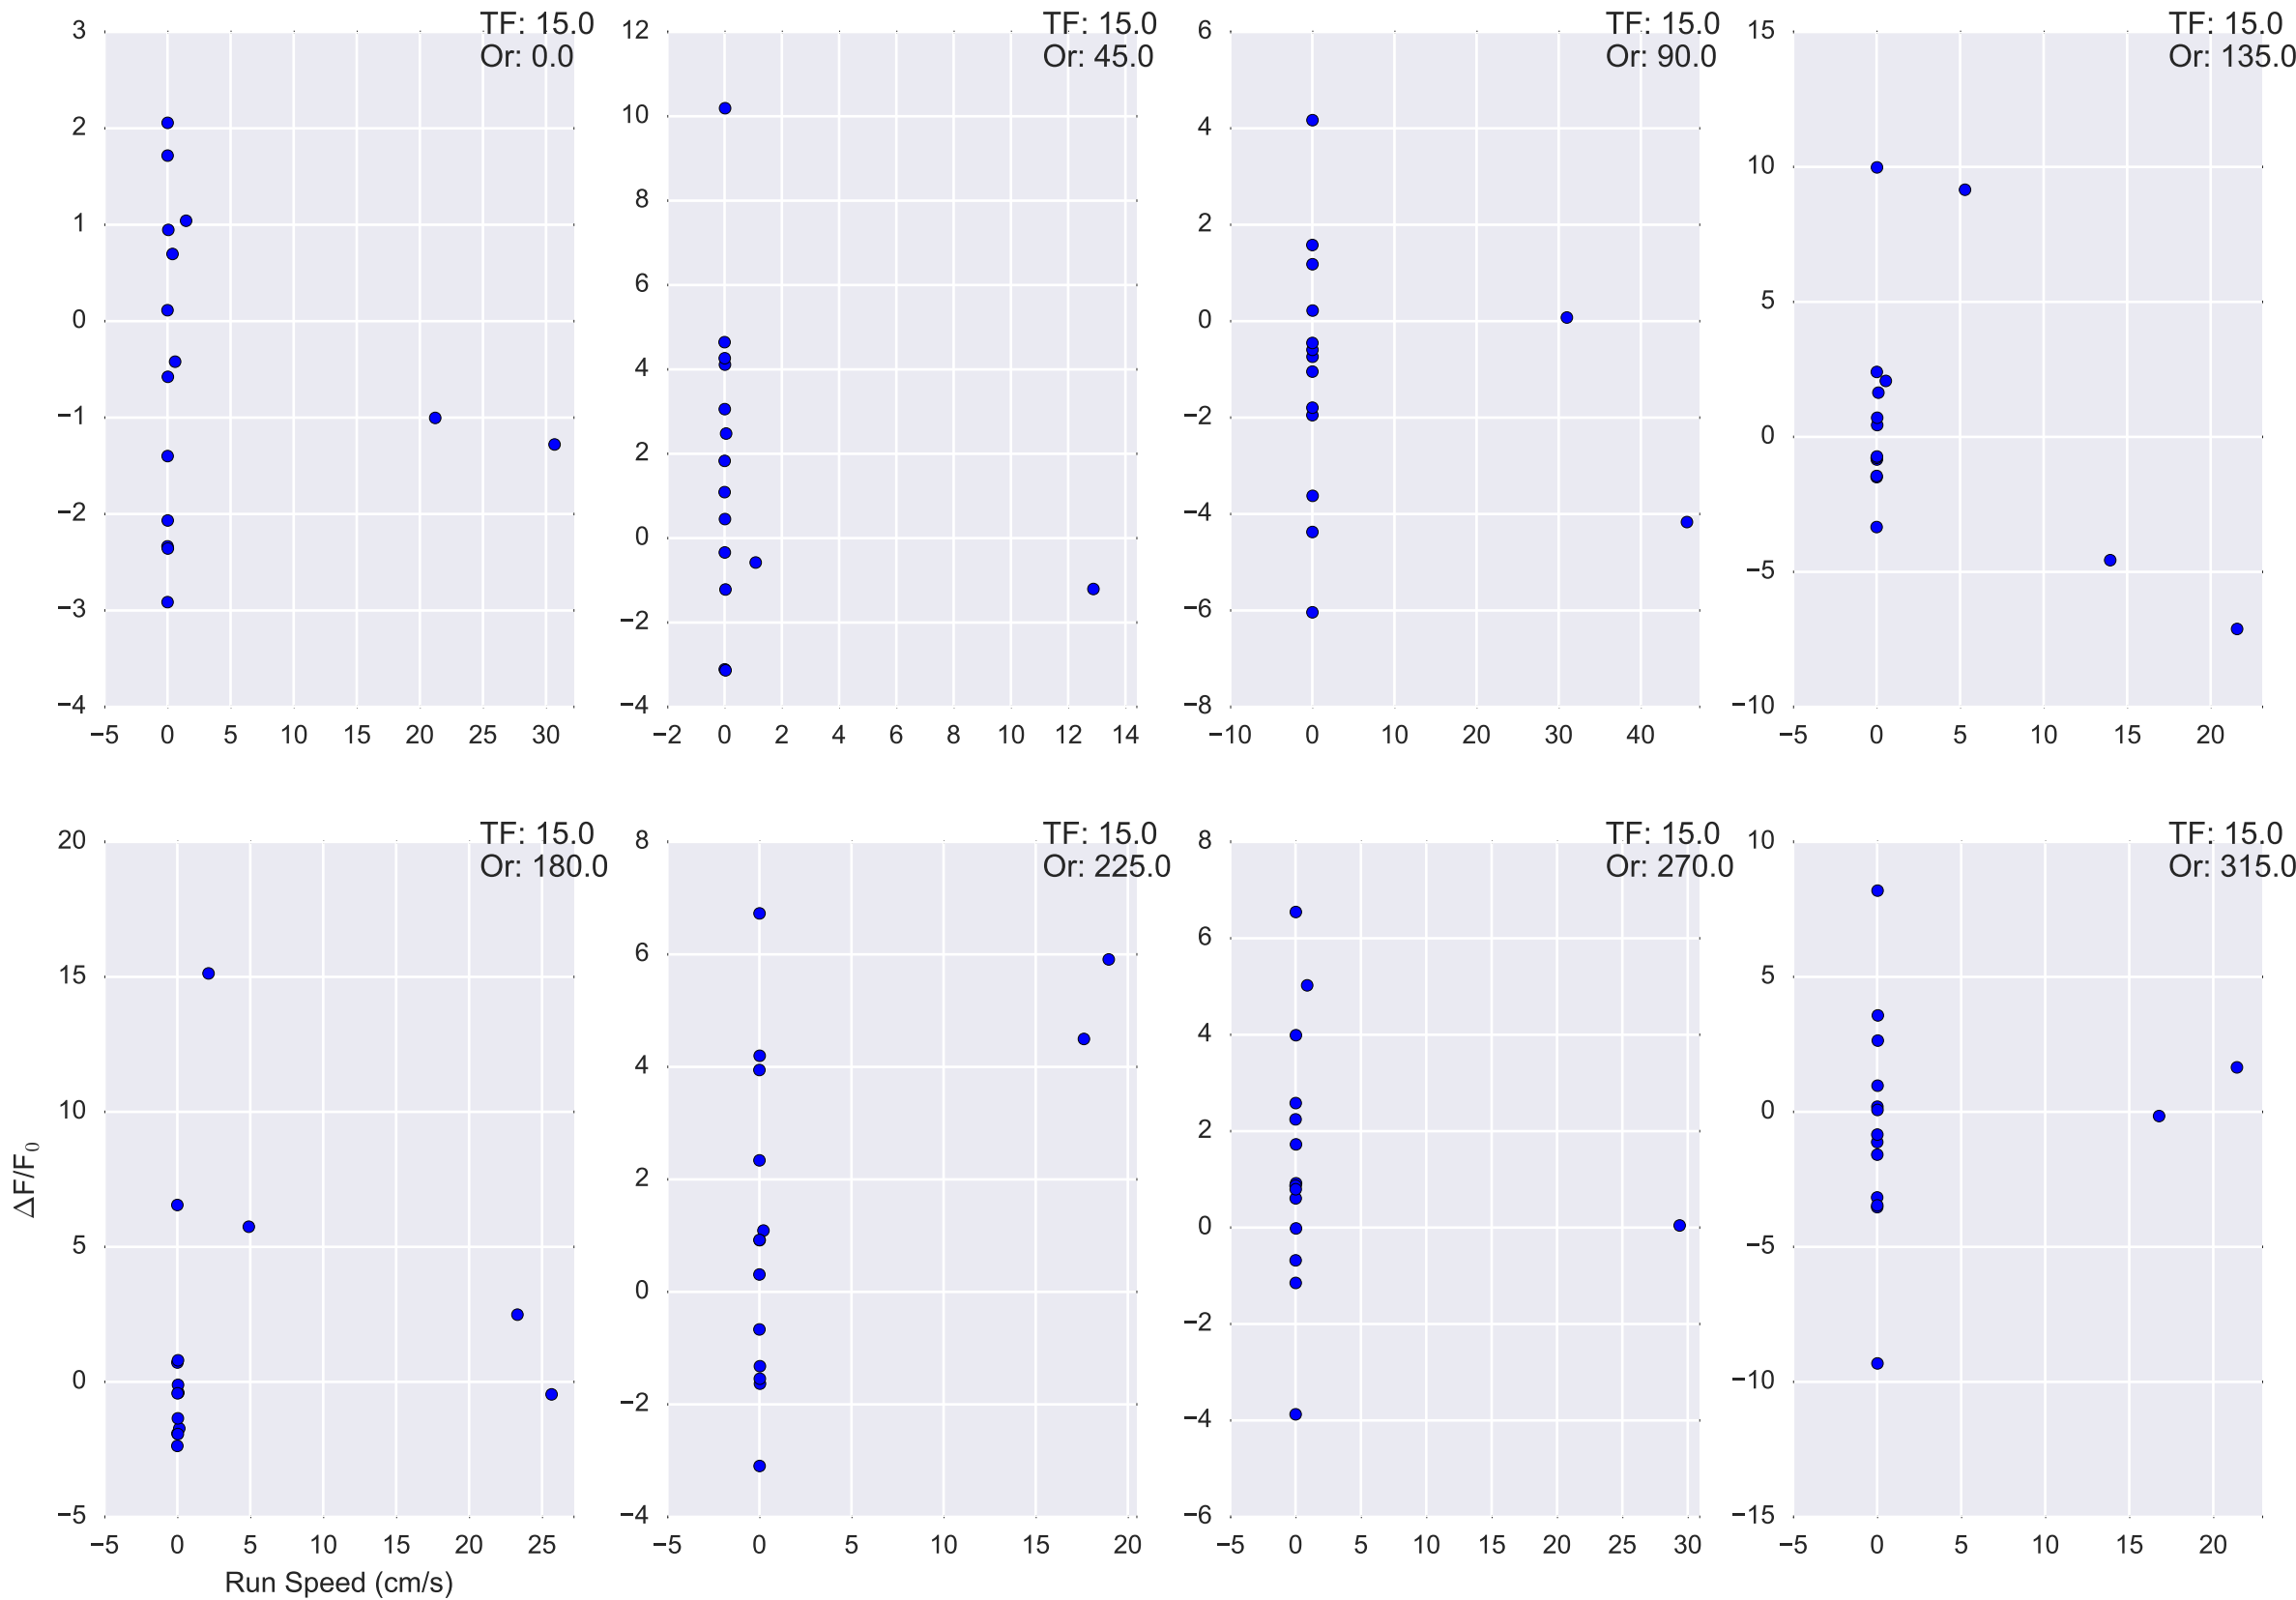 TF: 15.0
Or: 0.0
3
2
1
0
−1
−2
−3
−4
−5 0 5 10 15 20 25 30
TF: 15.0
Or: 45.0
12
10
8
6
4
2
0
−2
−4
−2 0 2 4 6 8 10 12 14
TF: 15.0
Or: 90.0
6
4
2
0
−2
−4
−6
−8
−10 0 10 20 30 40
TF: 15.0
Or: 135.0
15
10
5
0
−5
−10
−5 0 5 10 15 20
TF: 15.0
Or: 180.0
20
15
10
5
0
−5
−5 0 5 10 15 20 25
Run Speed (cm/s)
ΔF/F₀
TF: 15.0
Or: 225.0
8
6
4
2
0
−2
−4
−5 0 5 10 15 20
TF: 15.0
Or: 270.0
8
6
4
2
0
−2
−4
−6
−5 0 5 10 15 20 25 30
TF: 15.0
Or: 315.0
10
5
0
−5
−10
−15
−5 0 5 10 15 20